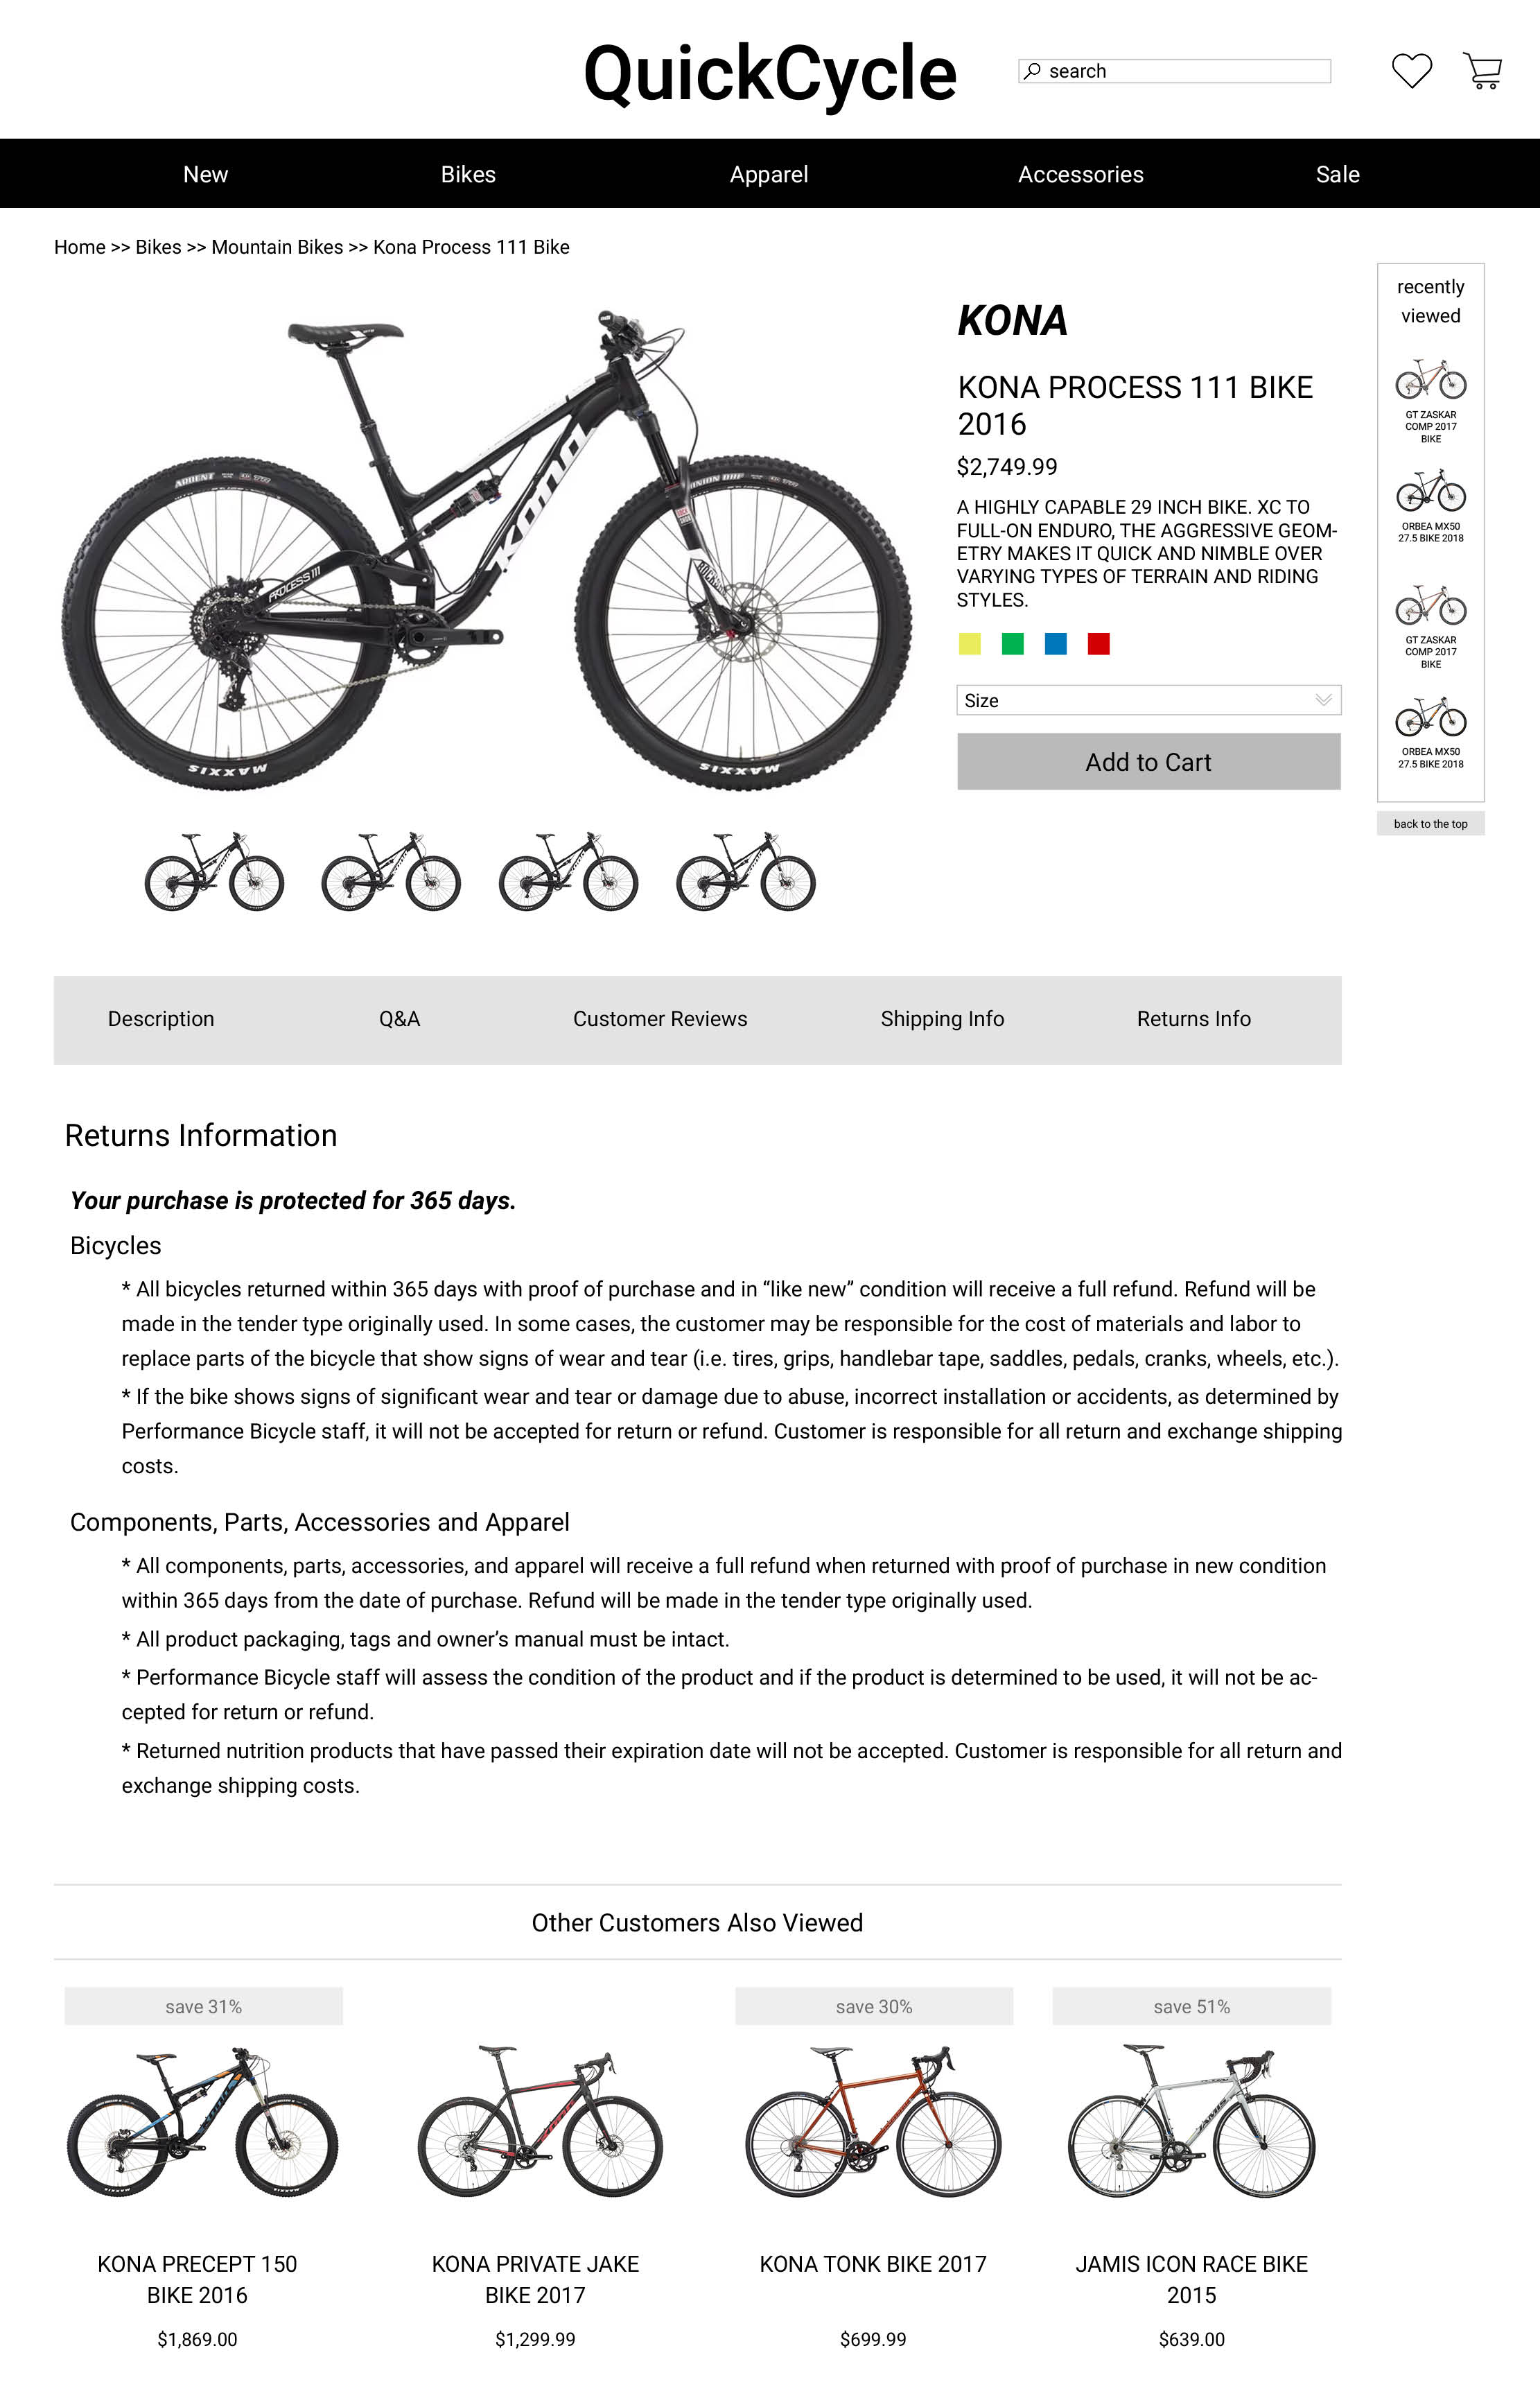 QuickCycle
search
New
Bikes
Apparel
Accessories
Sale
Home >> Bikes >> Mountain Bikes >> Kona Process 111 Bike
KONA
KONA PROCESS 111 BIKE
2016
$2,749.99
A HIGHLY CAPABLE 29 INCH BIKE. XC TO
FULL-ON ENDURO, THE AGGRESSIVE GEOM-
ETRY MAKES IT QUICK AND NIMBLE OVER
VARYING TYPES OF TERRAIN AND RIDING
STYLES.
Size
Add to Cart
ARDENT
kona
PROCESS 111
MAXXIS
MAXXIS
recently
viewed
GT ZASKAR
COMP 2017
BIKE
ORBEA MX50
27.5 BIKE 2018
GT ZASKAR
COMP 2017
BIKE
ORBEA MX50
27.5 BIKE 2018
back to the top
Description
Q&A
Customer Reviews
Shipping Info
Returns Info
Returns Information
Your purchase is protected for 365 days.
Bicycles
* All bicycles returned within 365 days with proof of purchase and in “like new” condition will receive a full refund. Refund will be
made in the tender type originally used. In some cases, the customer may be responsible for the cost of materials and labor to
replace parts of the bicycle that show signs of wear and tear (i.e. tires, grips, handlebar tape, saddles, pedals, cranks, wheels, etc.).
* If the bike shows signs of significant wear and tear or damage due to abuse, incorrect installation or accidents, as determined by
Performance Bicycle staff, it will not be accepted for return or refund. Customer is responsible for all return and exchange shipping
costs.
Components, Parts, Accessories and Apparel
* All components, parts, accessories, and apparel will receive a full refund when returned with proof of purchase in new condition
within 365 days from the date of purchase. Refund will be made in the tender type originally used.
* All product packaging, tags and owner’s manual must be intact.
* Performance Bicycle staff will assess the condition of the product and if the product is determined to be used, it will not be ac-
cepted for return or refund.
* Returned nutrition products that have passed their expiration date will not be accepted. Customer is responsible for all return and
exchange shipping costs.
Other Customers Also Viewed
save 31%
save 30%
save 51%
KONA PRECEPT 150
BIKE 2016
$1,869.00
KONA PRIVATE JAKE
BIKE 2017
$1,299.99
KONA TONK BIKE 2017
$699.99
JAMIS ICON RACE BIKE
2015
$639.00